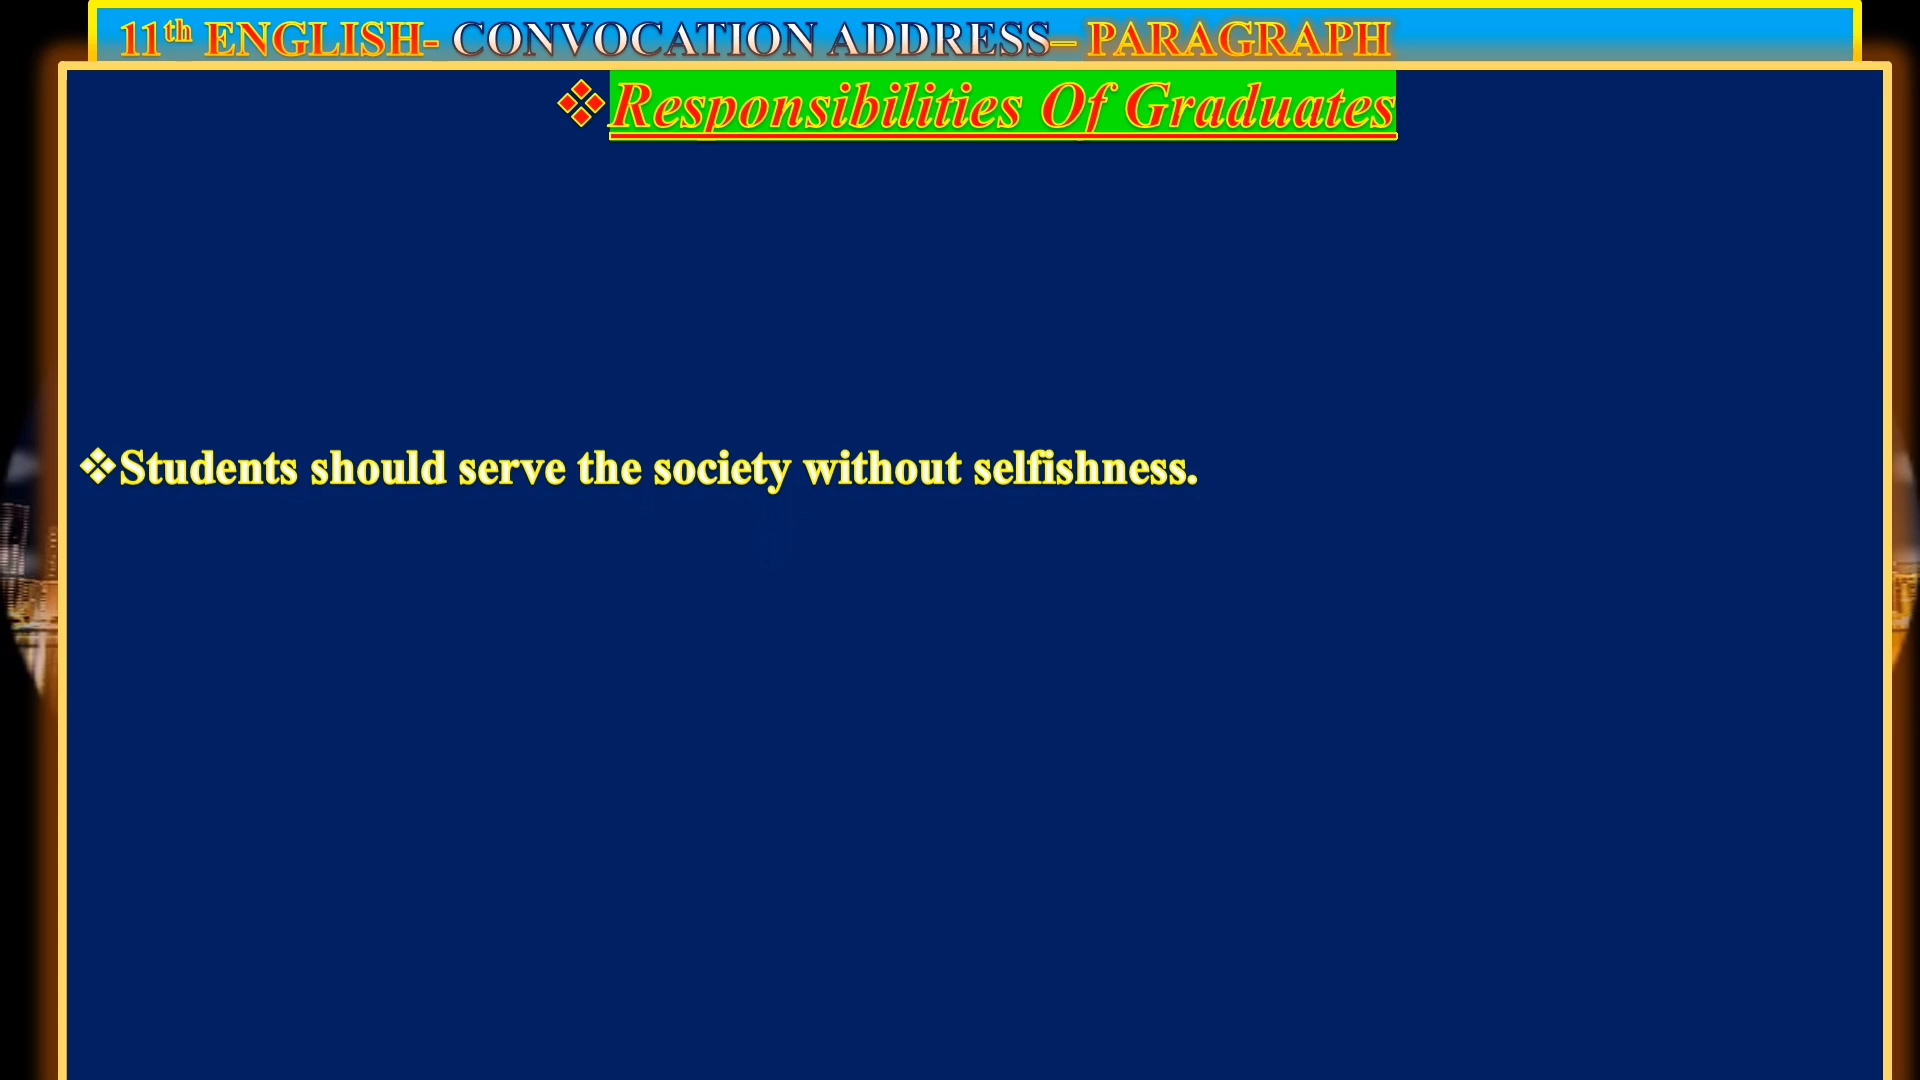 11th ENGLISH- CONVOCATION ADDRESS– PARAGRAPH
❖Responsibilities Of Graduates
❖Students should serve the society without selfishness.